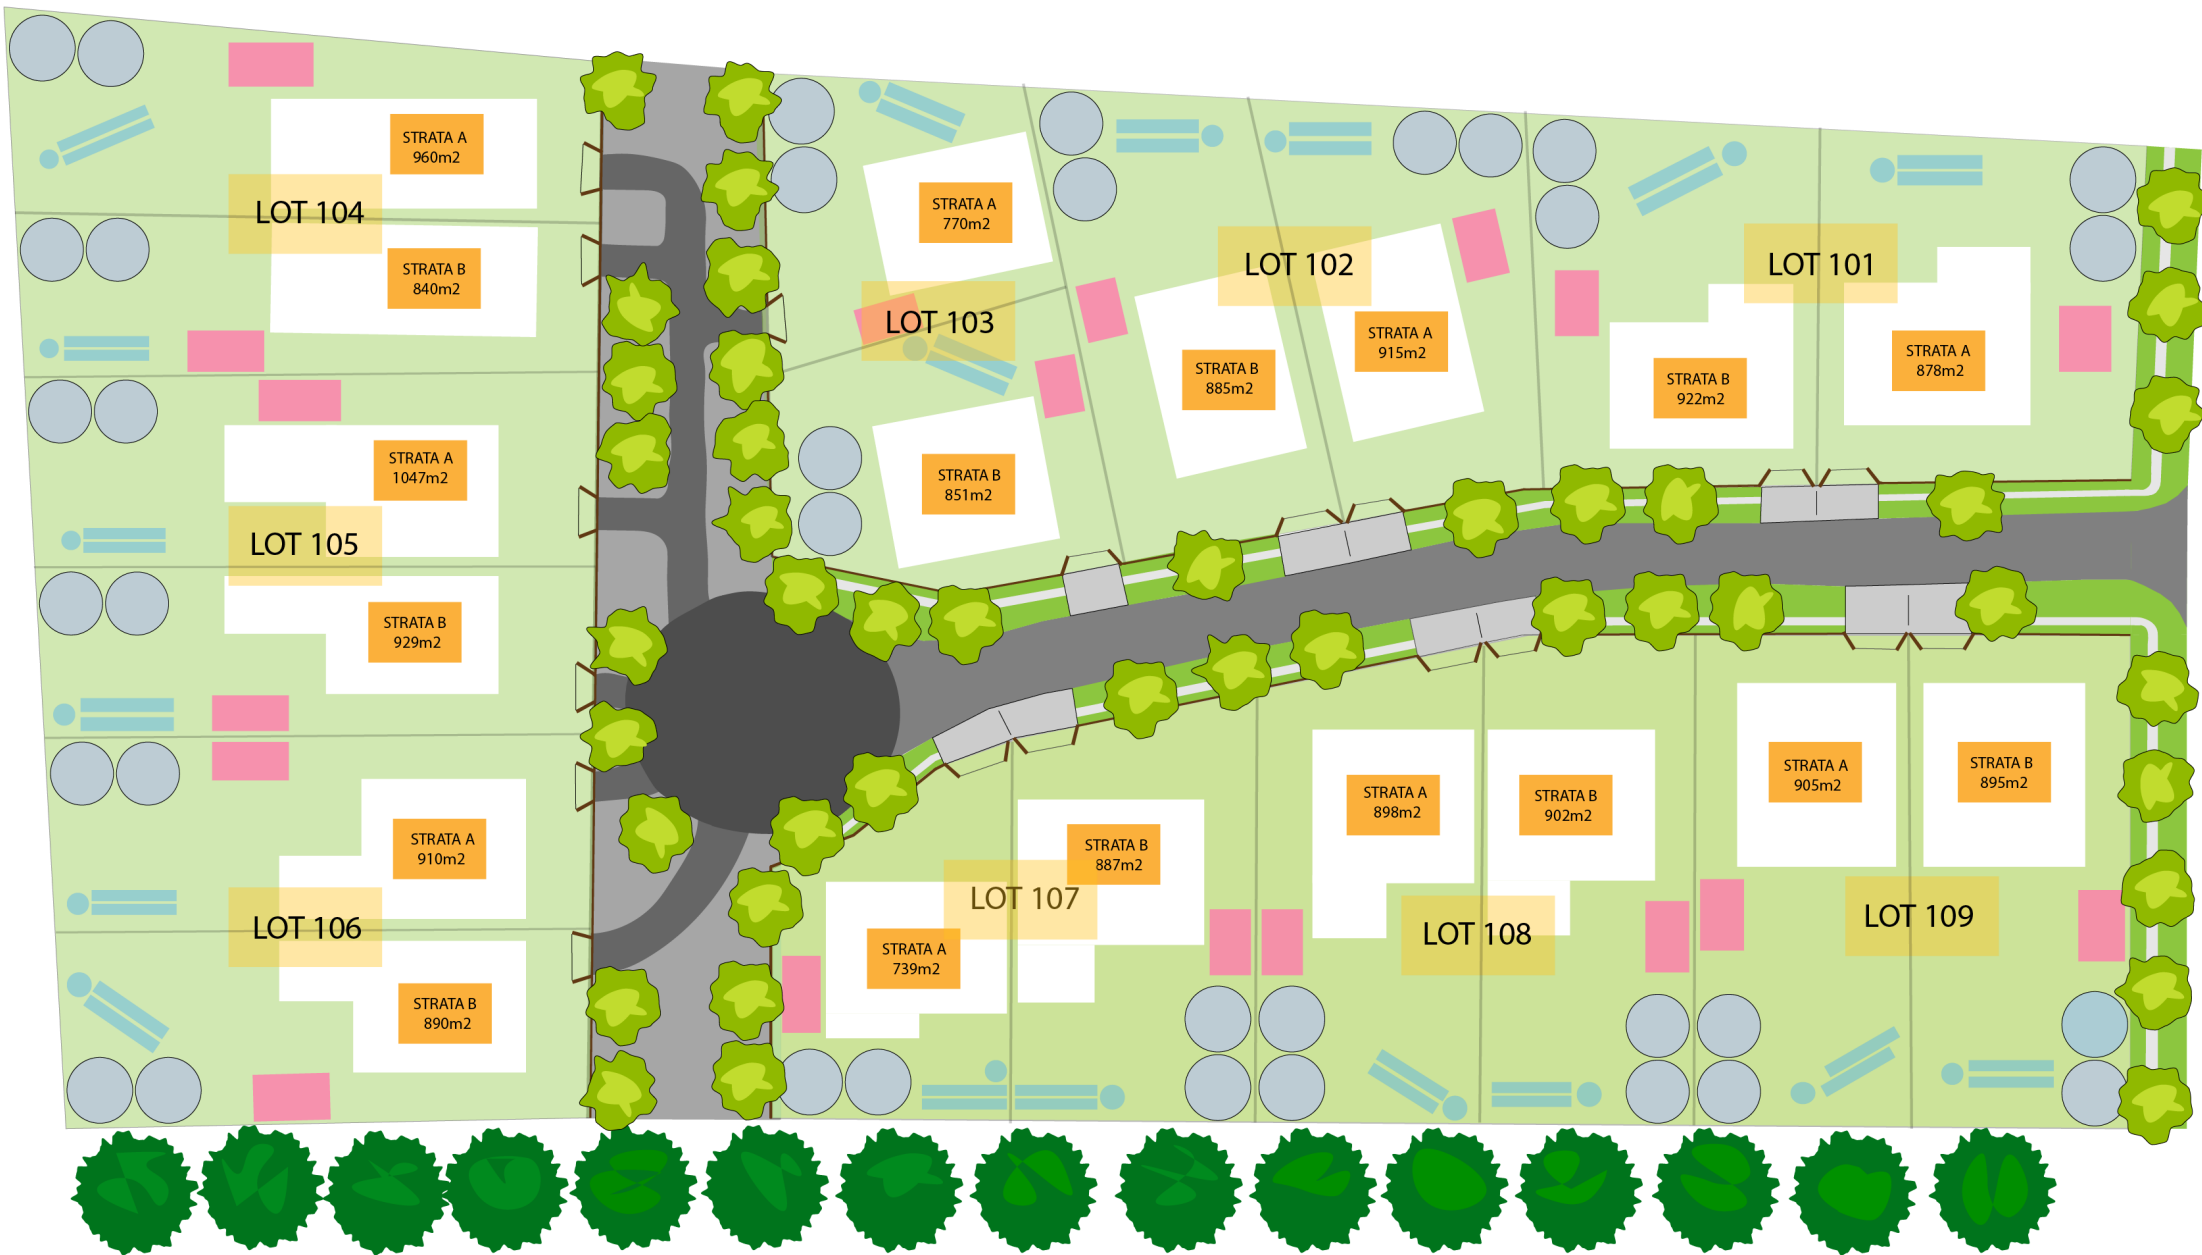 STRATA A
960m2
LOT 104
STRATA B
840m2
STRATA A
1047m2
LOT 105
STRATA B
929m2
STRATA A
910m2
LOT 106
STRATA B
890m2
STRATA A
770m2
LOT 103
STRATA B
851m2
LOT 102
STRATA B
885m2
STRATA A
915m2
LOT 101
STRATA B
922m2
STRATA A
878m2
STRATA B
887m2
LOT 107
STRATA A
739m2
STRATA A
898m2
STRATA B
902m2
LOT 108
STRATA A
905m2
STRATA B
895m2
LOT 109